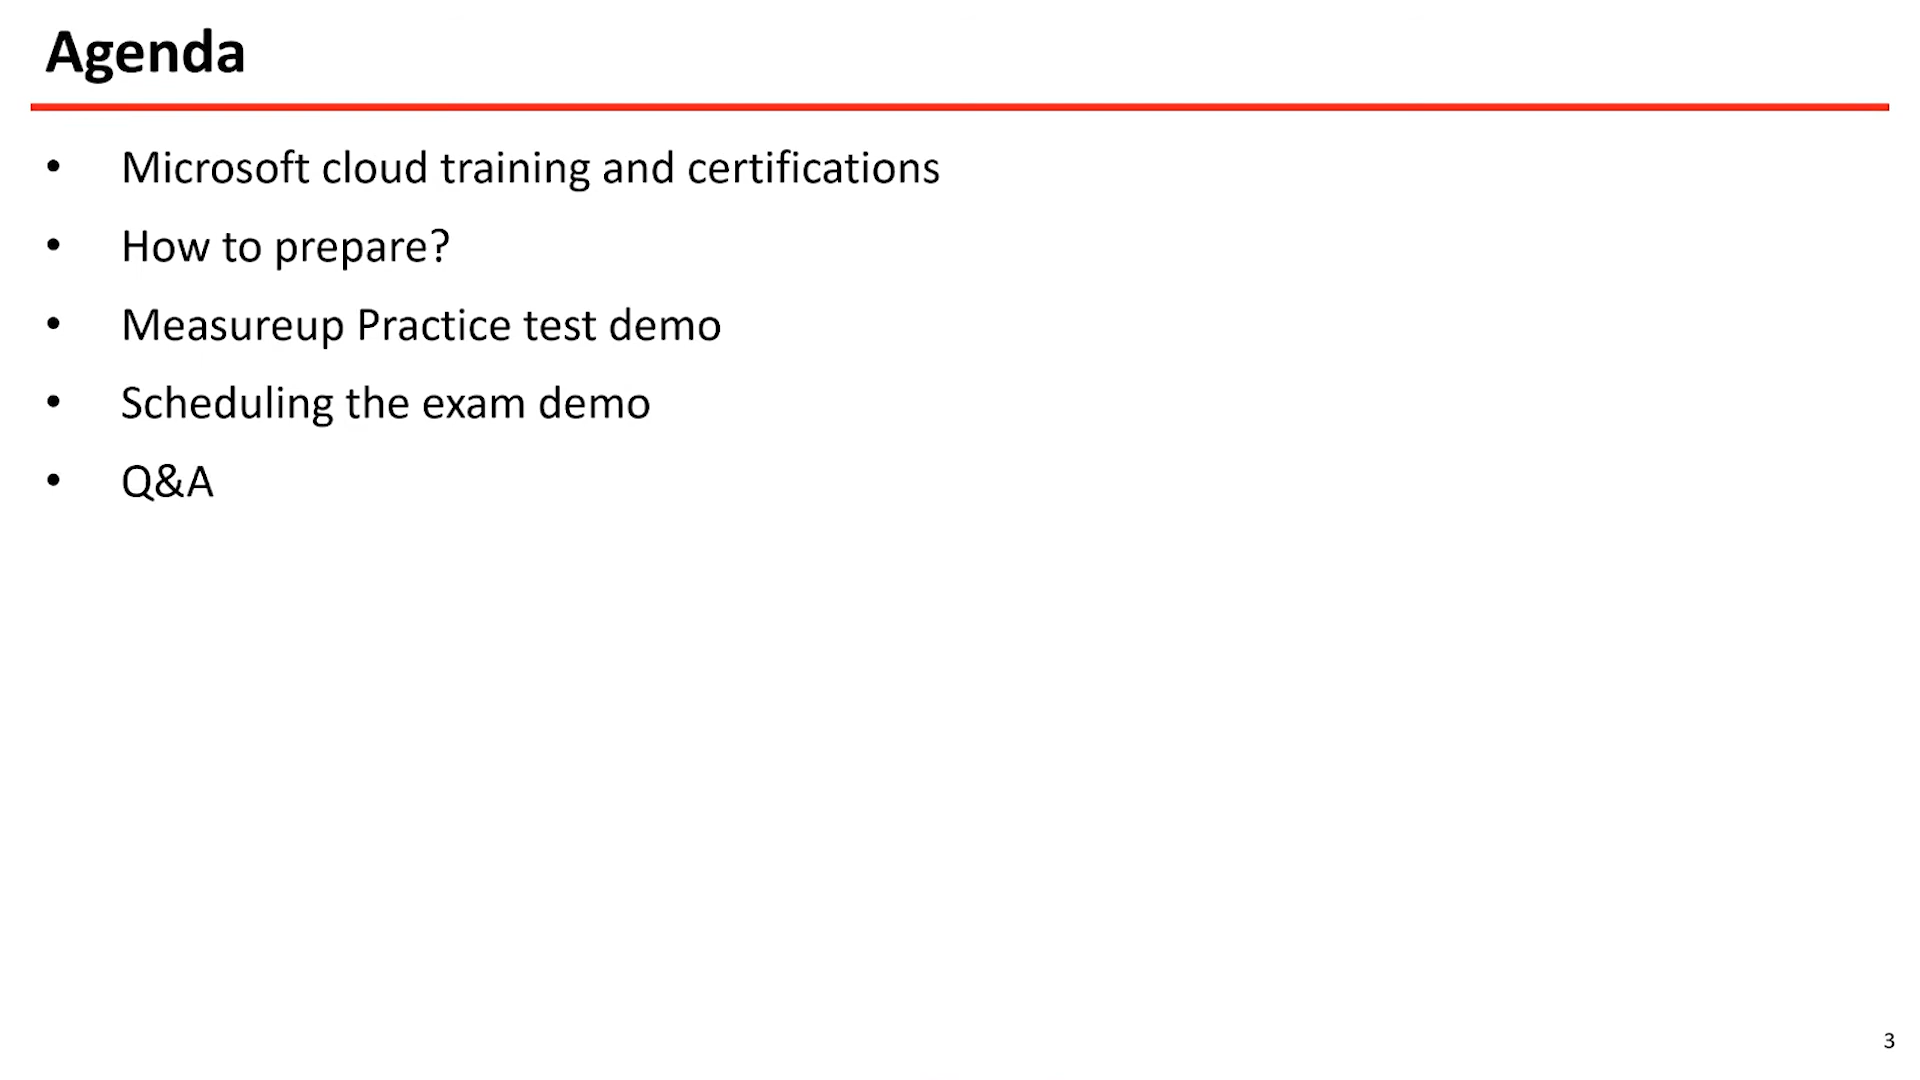 Agenda
• Microsoft cloud training and certifications
• How to prepare?
• Measureup Practice test demo
• Scheduling the exam demo
• Q&A
3